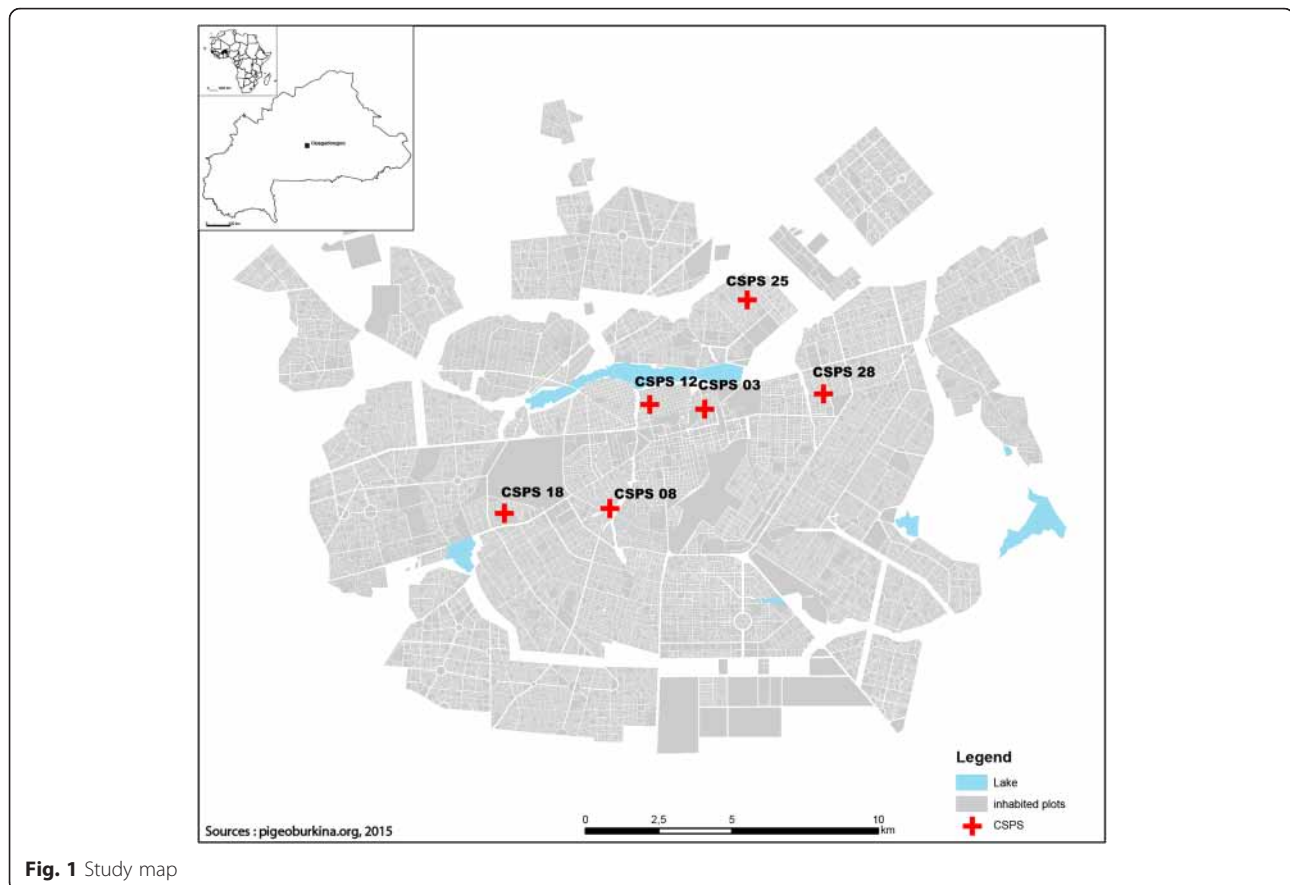 Ouagadougou
CSPS 25
CSPS 28
CSPS 12
CSPS 03
CSPS 18
CSPS 08
Legend
Lake
inhabited plots
CSPS
Sources : pigeoburkina.org, 2015
0 2,5 5 10
km
Fig. 1 Study map